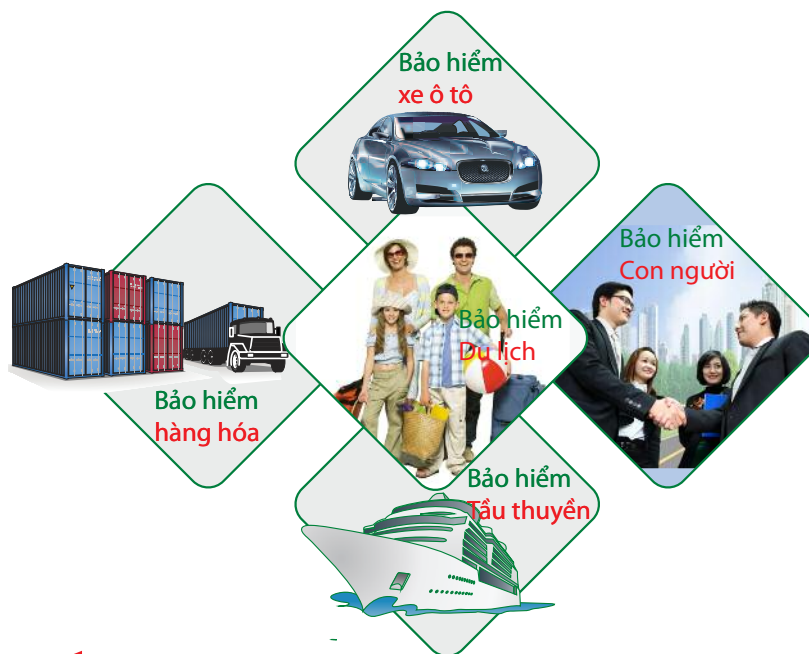 Bảo hiểm
xe ô tô
Bảo hiểm
Con người
Bảo hiểm
Du lịch
Bảo hiểm
hàng hóa
Bảo hiểm
Tầu thuyền